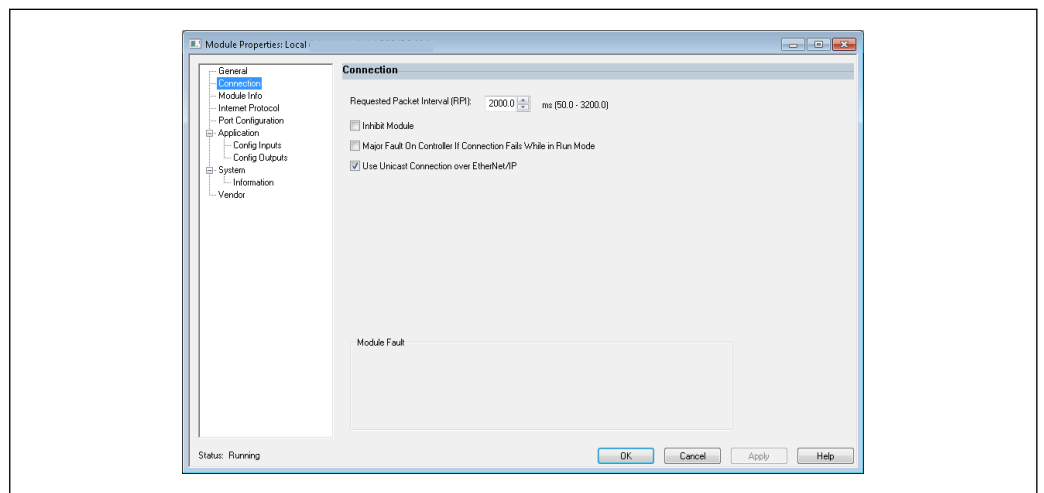 Module Properties: Local
General
Connection
Module Info
Internet Protocol
Port Configuration
Application
Config Inputs
Config Outputs
System
Information
Vendor
Connection
Requested Packet Interval (RPI): 2000.0 ms (50.0 - 3200.0)
Inhibit Module
Major Fault On Controller If Connection Fails While in Run Mode
Use Unicast Connection over EtherNet/IP
Module Fault
Status: Running
OK Cancel Apply Help